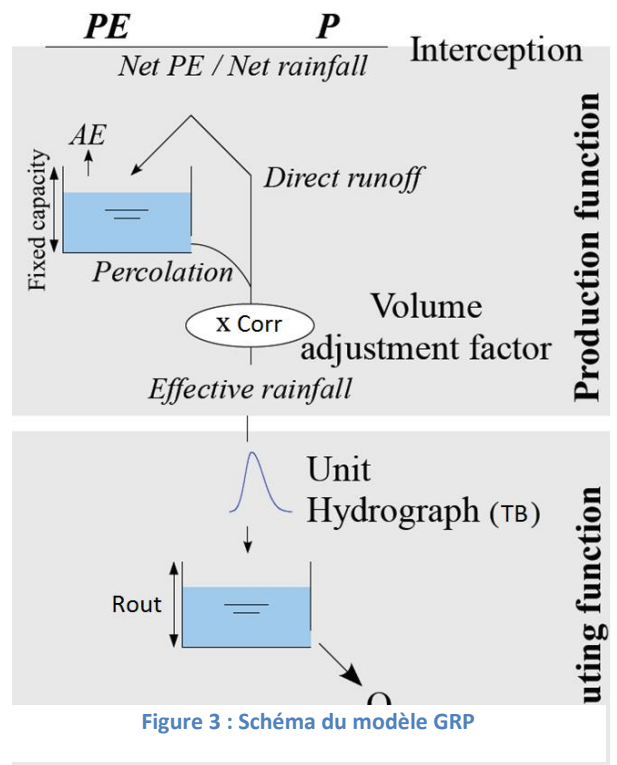 PE P
Interception
Net PE / Net rainfall
AE
Fixed capacity
Direct runoff
Percolation
x Corr
Volume
adjustment factor
Effective rainfall
Production function
Unit
Hydrograph (TB)
Rout
uting function
Figure 3 : Schéma du modèle GRP